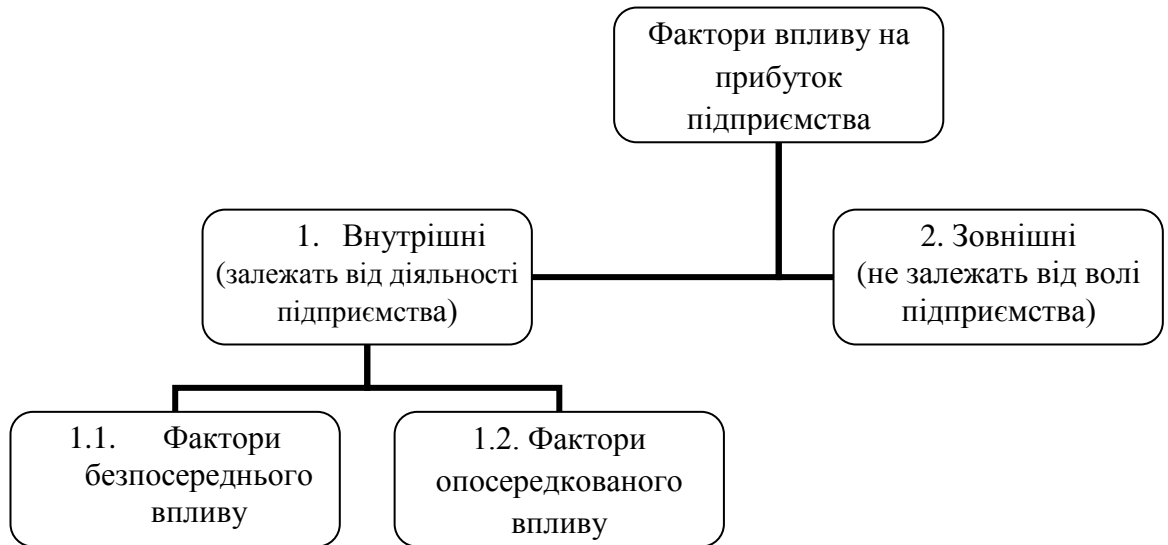 Фактори впливу на
прибуток
підприємства
1. Внутрішні
(залежать від діяльності
підприємства)
2. Зовнішні
(не залежать від волі
підприємства)
1.1. Фактори
безпосереднього
впливу
1.2. Фактори
опосередкованого
впливу